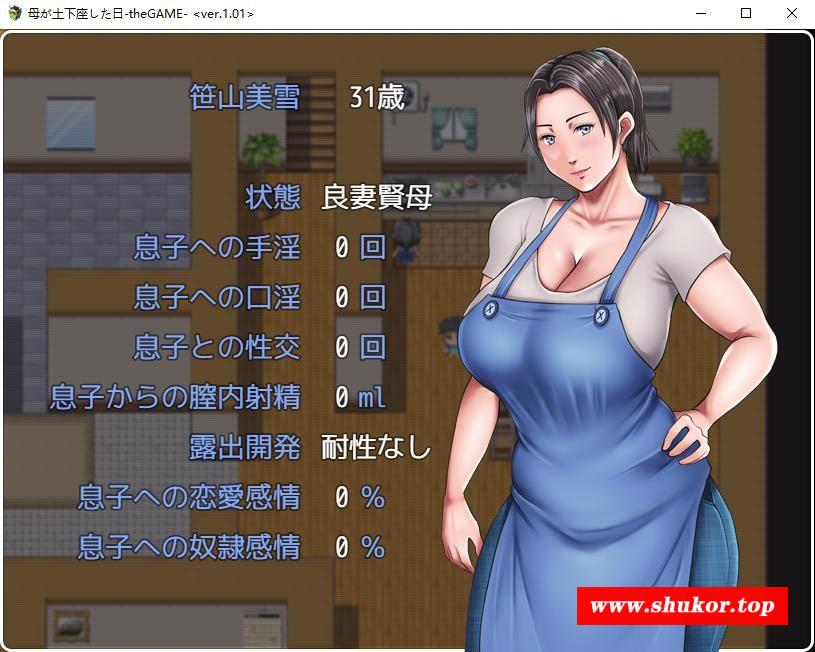 母が土下座した日-theGAME- <ver.1.01>
笹山美雪 31歳
状態 良妻賢母
息子への手淫 0 回
息子への口淫 0 回
息子との性交 0 回
息子からの膣内射精 0 ml
露出開発 耐性なし
息子への恋愛感情 0 %
息子への奴隷感情 0 %
www.shukor.top